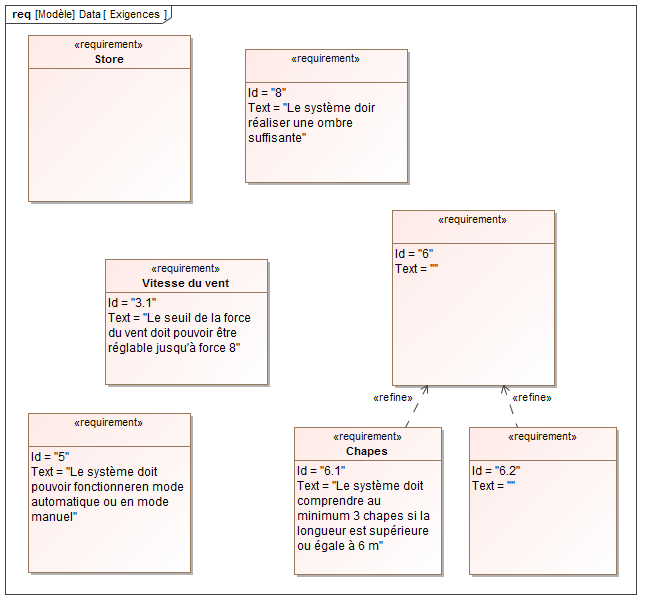 req [Modèle] Data [ Exigences ]
«requirement»
Store
«requirement»
Id = "8"
Text = "Le système doir
réaliser une ombre
suffisante"
«requirement»
Id = "6"
Text = ""
«requirement»
Vitesse du vent
Id = "3.1"
Text = "Le seuil de la force
du vent doit pouvoir être
réglable jusqu'à force 8"
«refine»
«refine»
«requirement»
Id = "5"
Text = "Le système doit
pouvoir fonctionneren mode
automatique ou en mode
manuel"
«requirement»
Chapes
Id = "6.1"
Text = "Le système doit
comprendre au
minimum 3 chapes si la
longueur est supérieure
ou égale à 6 m"
«requirement»
Id = "6.2"
Text = ""